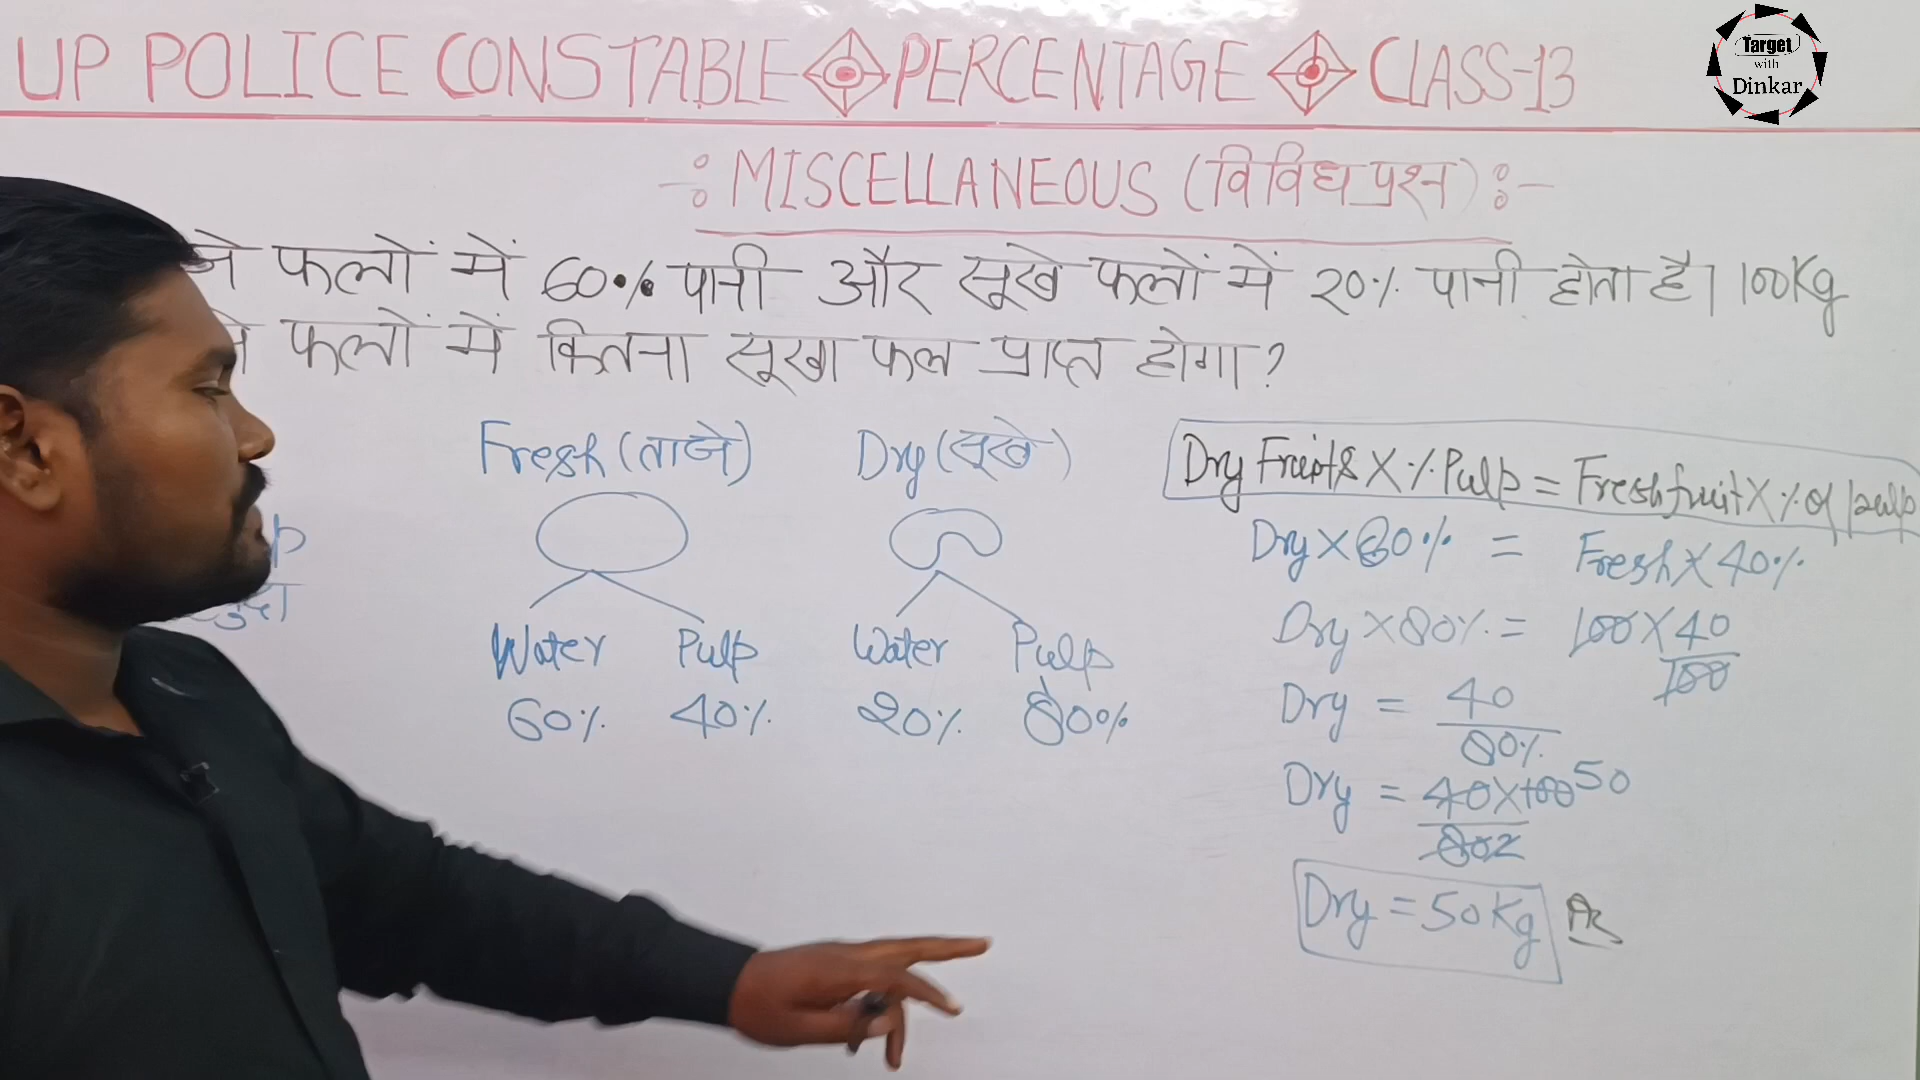 UP POLICE CONSTABLE PERCENTAGE CLASS-13
Target
with
Dinkar
-: MISCELLANEOUS (विविध प्रश्न) :-
फलों में 60% पानी और सूखे फलों में 20% पानी होता है। 100Kg
फलों में कितना सूखा फल प्राप्त होगा?
Fresh (ताजे)
Dry (सूखे)
Water Pulp
60% 40%
Water Pulp
20% 80%
Dry Fruits X % Pulp = Fresh fruit X % of pulp
Dry X 80% = Fresh X 40%
Dry X 80% = 100 X 40
100
Dry = 40
80%
Dry = 40X100 50
80 2
Dry = 50Kg